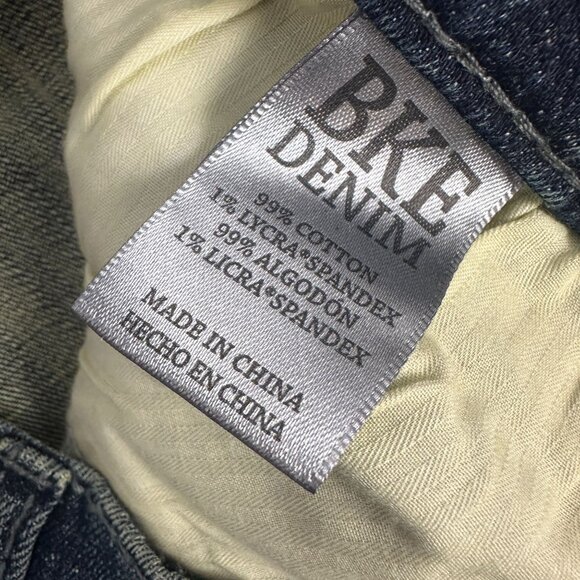 BKE
DENIM
99% COTTON
1% LYCRA®SPANDEX
99% ALGODON
1% LICRA®SPANDEX
MADE IN CHINA
HECHO EN CHINA